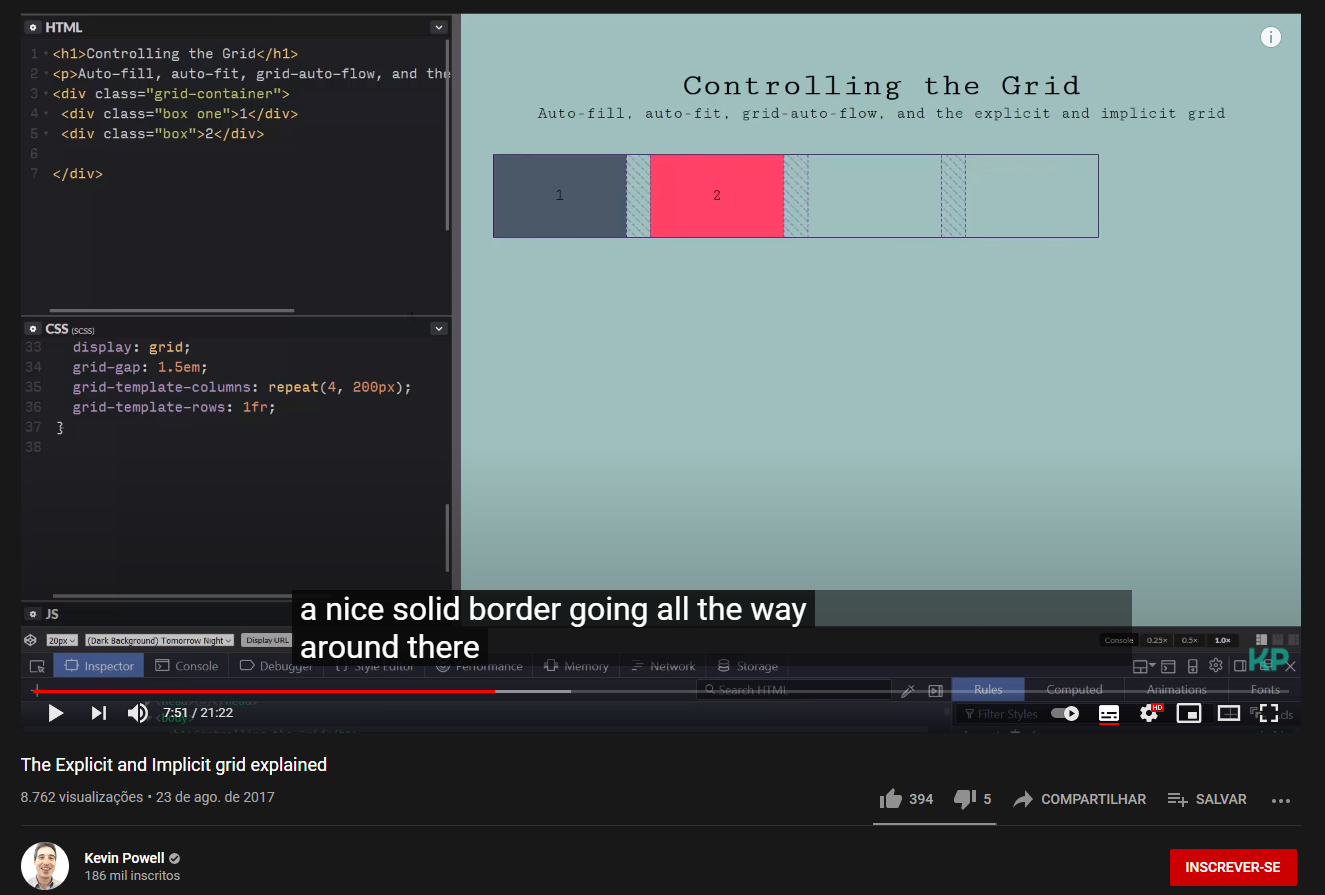 HTML
1 <h1>Controlling the Grid</h1>
2 <p>Auto-fill, auto-fit, grid-auto-flow, and the
3 <div class="grid-container">
4 <div class="box one">1</div>
5 <div class="box">2</div>
6
7 </div>
Controlling the Grid
Auto-fill, auto-fit, grid-auto-flow, and the explicit and implicit grid
1 2
CSS (SCSS)
33 display: grid;
34 grid-gap: 1.5em;
35 grid-template-columns: repeat(4, 200px);
36 grid-template-rows: 1fr;
37 }
38
a nice solid border going all the way
around there
JS
20px (Dark Background) Tomorrow Night Display URL
Console 0.25× 0.5× 1.0×
KP
Inspector Console Debugger Style Editor Performance Memory Network Storage
Search HTML Rules Computed Animations Fonts
7:51 / 21:22
Filter Styles
HD
<body>
The Explicit and Implicit grid explained
8.762 visualizações • 23 de ago. de 2017
394 5 COMPARTILHAR SALVAR
Kevin Powell
186 mil inscritos
INSCREVER-SE